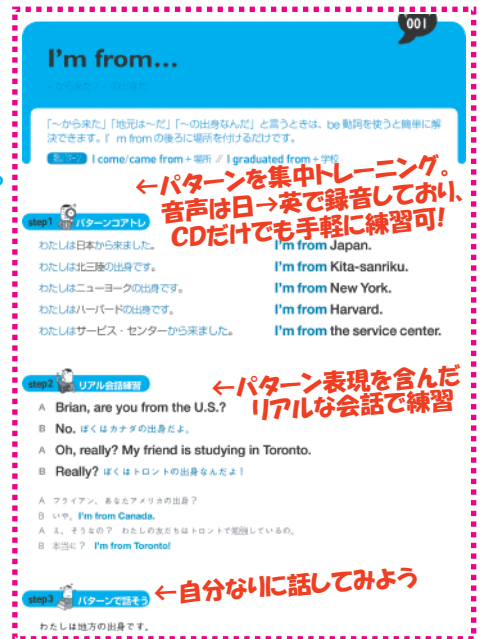 001
I'm from...
~から来た / ~の出身だ
「~から来た」「地元は~だ」「~の出身なんだ」と言うときは、be 動詞を使うと簡単に解
決できます。I' m fromの後ろに場所を付けるだけです。
I come/came from + 場所 // I graduated from + 学校
←パターンを集中トレーニング。
音声は日→英で録音しており、
CDだけでも手軽に練習可!
step1 パターンコアトレ
わたしは日本から来ました。 I'm from Japan.
わたしは北三陸の出身です。 I'm from Kita-sanriku.
わたしはニューヨークの出身です。 I'm from New York.
わたしはハーバードの出身です。 I'm from Harvard.
わたしはサービス・センターから来ました。 I'm from the service center.
step2 リアル会話練習
←パターン表現を含んだ
リアルな会話で練習
A Brian, are you from the U.S.?
B No. ぼくはカナダの出身だよ。
A Oh, really? My friend is studying in Toronto.
B Really? ぼくはトロントの出身なんだよ!
A ブライアン、あなたアメリカの出身?
B いや。I'm from Canada.
A え、そうなの? わたしの友だちはトロントで勉強しているの。
B 本当に? I'm from Toronto!
step3 パターンで話そう
←自分なりに話してみよう
わたしは地方の出身です。